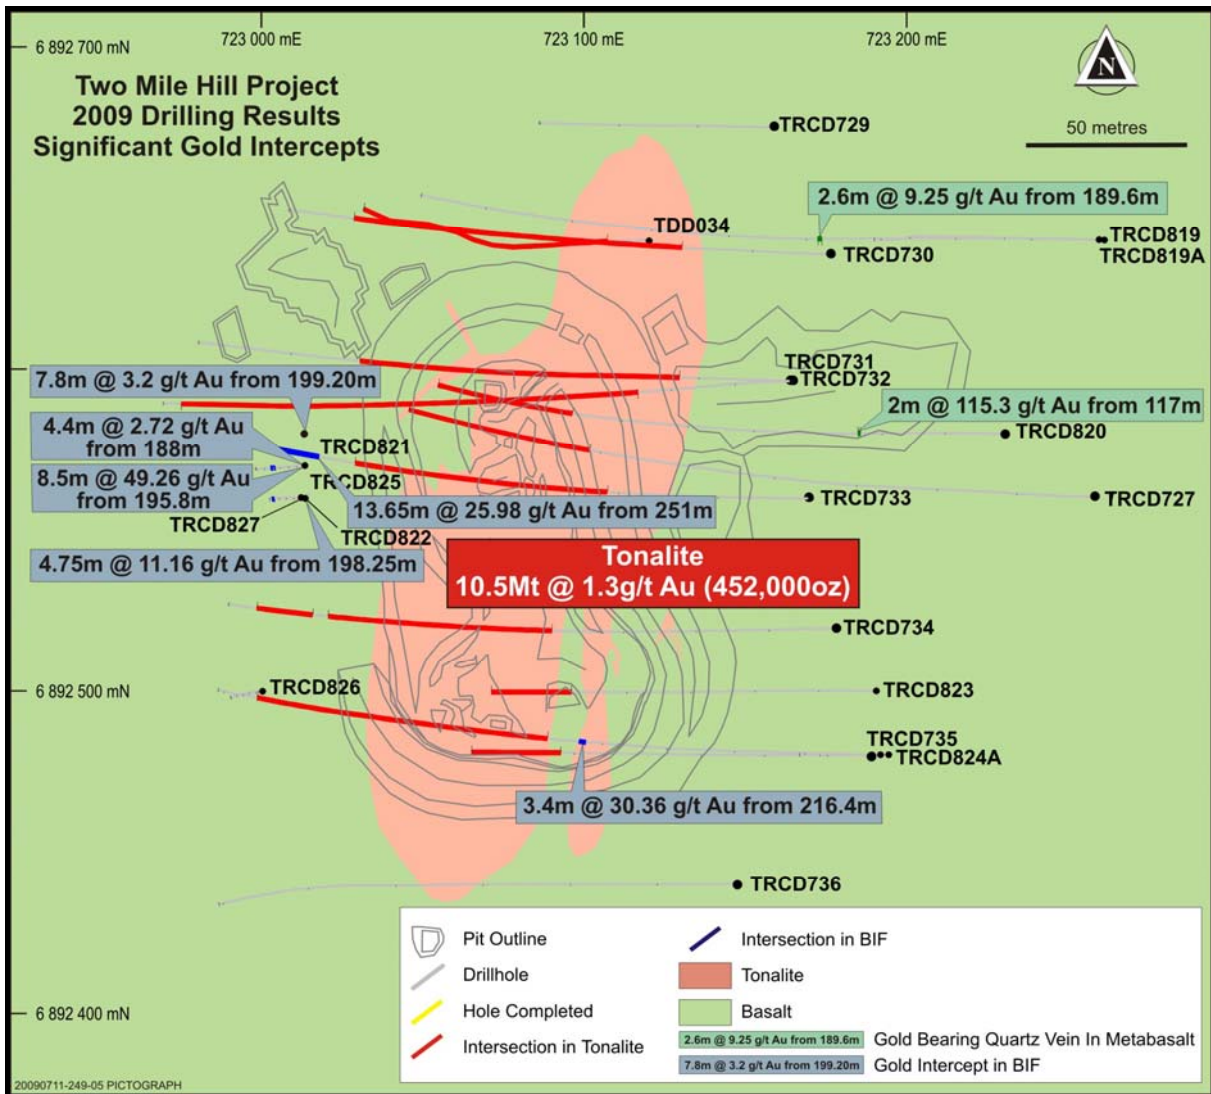 723 000 mE
723 100 mE
723 200 mE
6 892 700 mN
N
Two Mile Hill Project
2009 Drilling Results
Significant Gold Intercepts
50 metres
TRCD729
2.6m @ 9.25 g/t Au from 189.6m
TDD034
TRCD819
TRCD730
TRCD819A
TRCD731
TRCD732
7.8m @ 3.2 g/t Au from 199.20m
2m @ 115.3 g/t Au from 117m
4.4m @ 2.72 g/t Au
from 188m
TRCD821
TRCD820
8.5m @ 49.26 g/t Au
from 195.8m
TRCD825
TRCD733
TRCD727
13.65m @ 25.98 g/t Au from 251m
TRCD827
TRCD822
4.75m @ 11.16 g/t Au from 198.25m
Tonalite
10.5Mt @ 1.3g/t Au (452,000oz)
TRCD734
6 892 500 mN
TRCD826
TRCD823
TRCD735
TRCD824A
3.4m @ 30.36 g/t Au from 216.4m
TRCD736
Pit Outline
Drillhole
Hole Completed
Intersection in Tonalite
Intersection in BIF
Tonalite
Basalt
2.6m @ 9.25 g/t Au from 189.6m Gold Bearing Quartz Vein In Metabasalt
7.8m @ 3.2 g/t Au from 199.20m Gold Intercept in BIF
6 892 400 mN
20090711-249-05 PICTOGRAPH